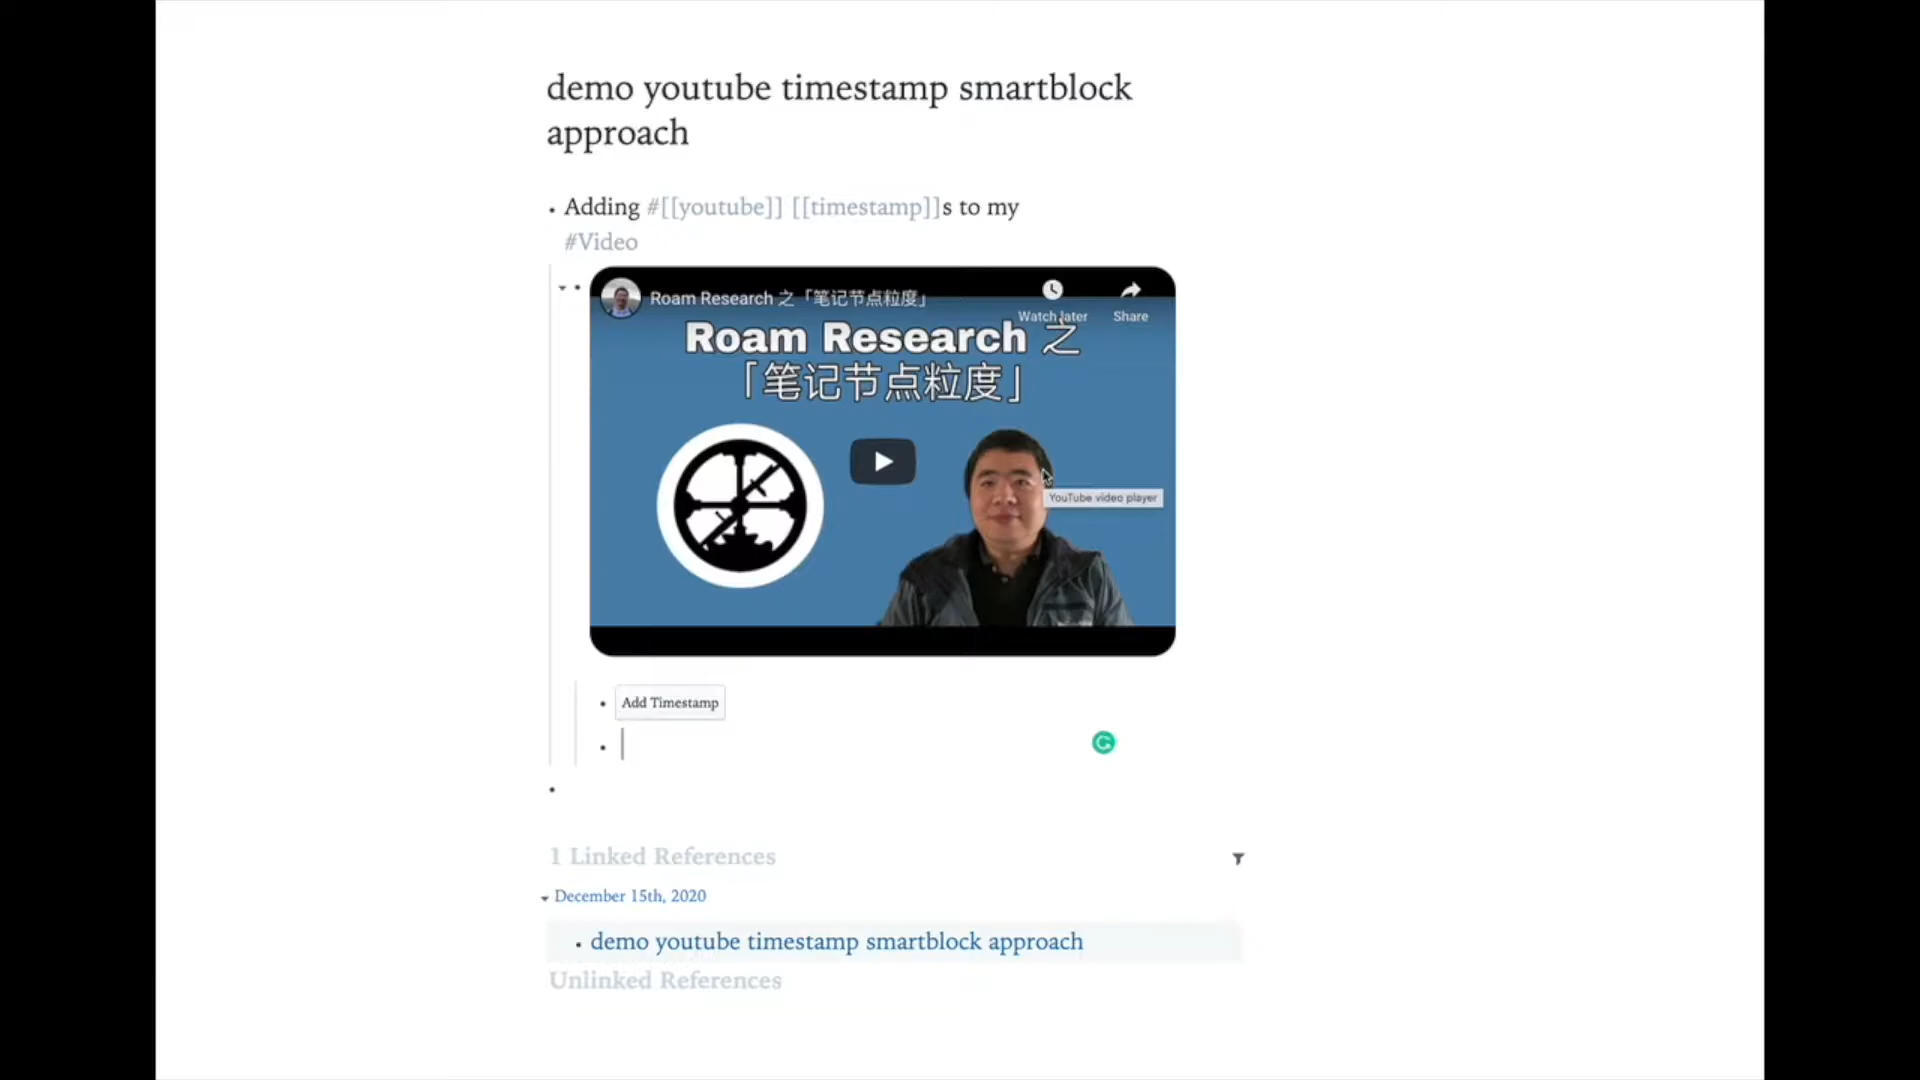 demo youtube timestamp smartblock
approach
Adding #[[youtube]] [[timestamp]]s to my
#Video
Roam Research 之「笔记节点粒度」
Watch later
Share
Roam Research 之
「笔记节点粒度」
YouTube video player
Add Timestamp
1 Linked References
December 15th, 2020
demo youtube timestamp smartblock approach
Unlinked References